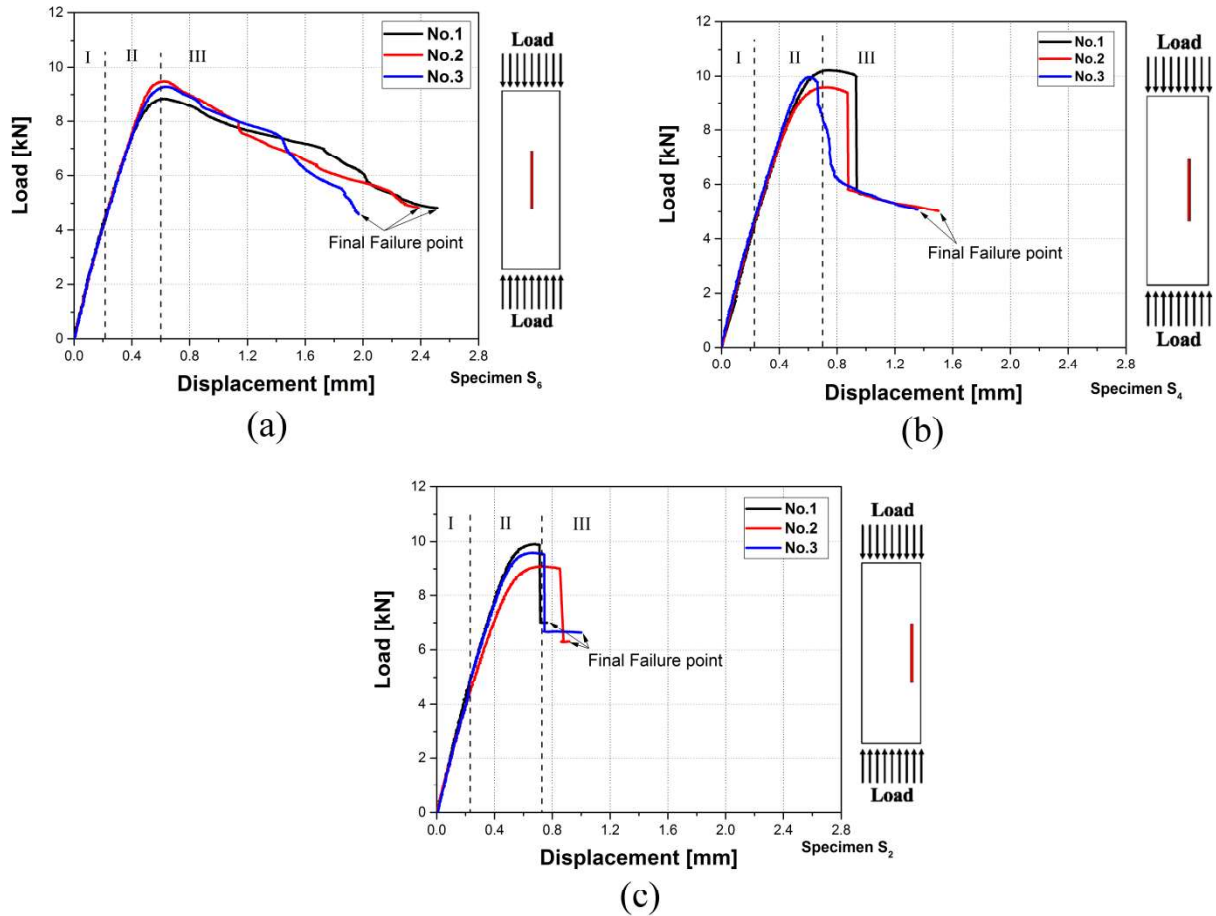 12
10
8
6
4
2
0
Load [kN]
I
II
III
No.1
No.2
No.3
Final Failure point
0.0 0.4 0.8 1.2 1.6 2.0 2.4 2.8
Displacement [mm]
Load
Load
Specimen S6
(a)
12
10
8
6
4
2
0
Load [kN]
I
II
III
No.1
No.2
No.3
Final Failure point
0.0 0.4 0.8 1.2 1.6 2.0 2.4 2.8
Displacement [mm]
Load
Load
Specimen S4
(b)
12
10
8
6
4
2
0
Load [kN]
I
II
III
No.1
No.2
No.3
Final Failure point
0.0 0.4 0.8 1.2 1.6 2.0 2.4 2.8
Displacement [mm]
Load
Load
Specimen S2
(c)